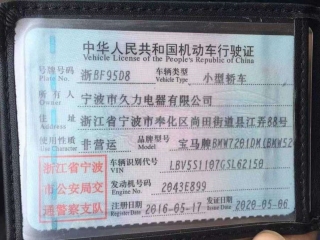 中华人民共和国机动车行驶证
Vehicle License of the People's Republic of China
号牌号码 浙BF95D8 车辆类型 小型轿车
Plate No. Vehicle Type
所有人 宁波市久力电器有限公司
Owner
住址 浙江省宁波市奉化区尚田街道县江弄88号
Address
使用性质 非营运 品牌型号 宝马牌BMW7201DM(BMW52
Use Character Model
浙江省宁波市公安局交通警察支队
车辆识别代号 LBV5S1107GSL62150
VIN
发动机号码 2043E899
Engine No.
注册日期 2016-05-17 发证日期 2020-05-06
Register Date Issue Date